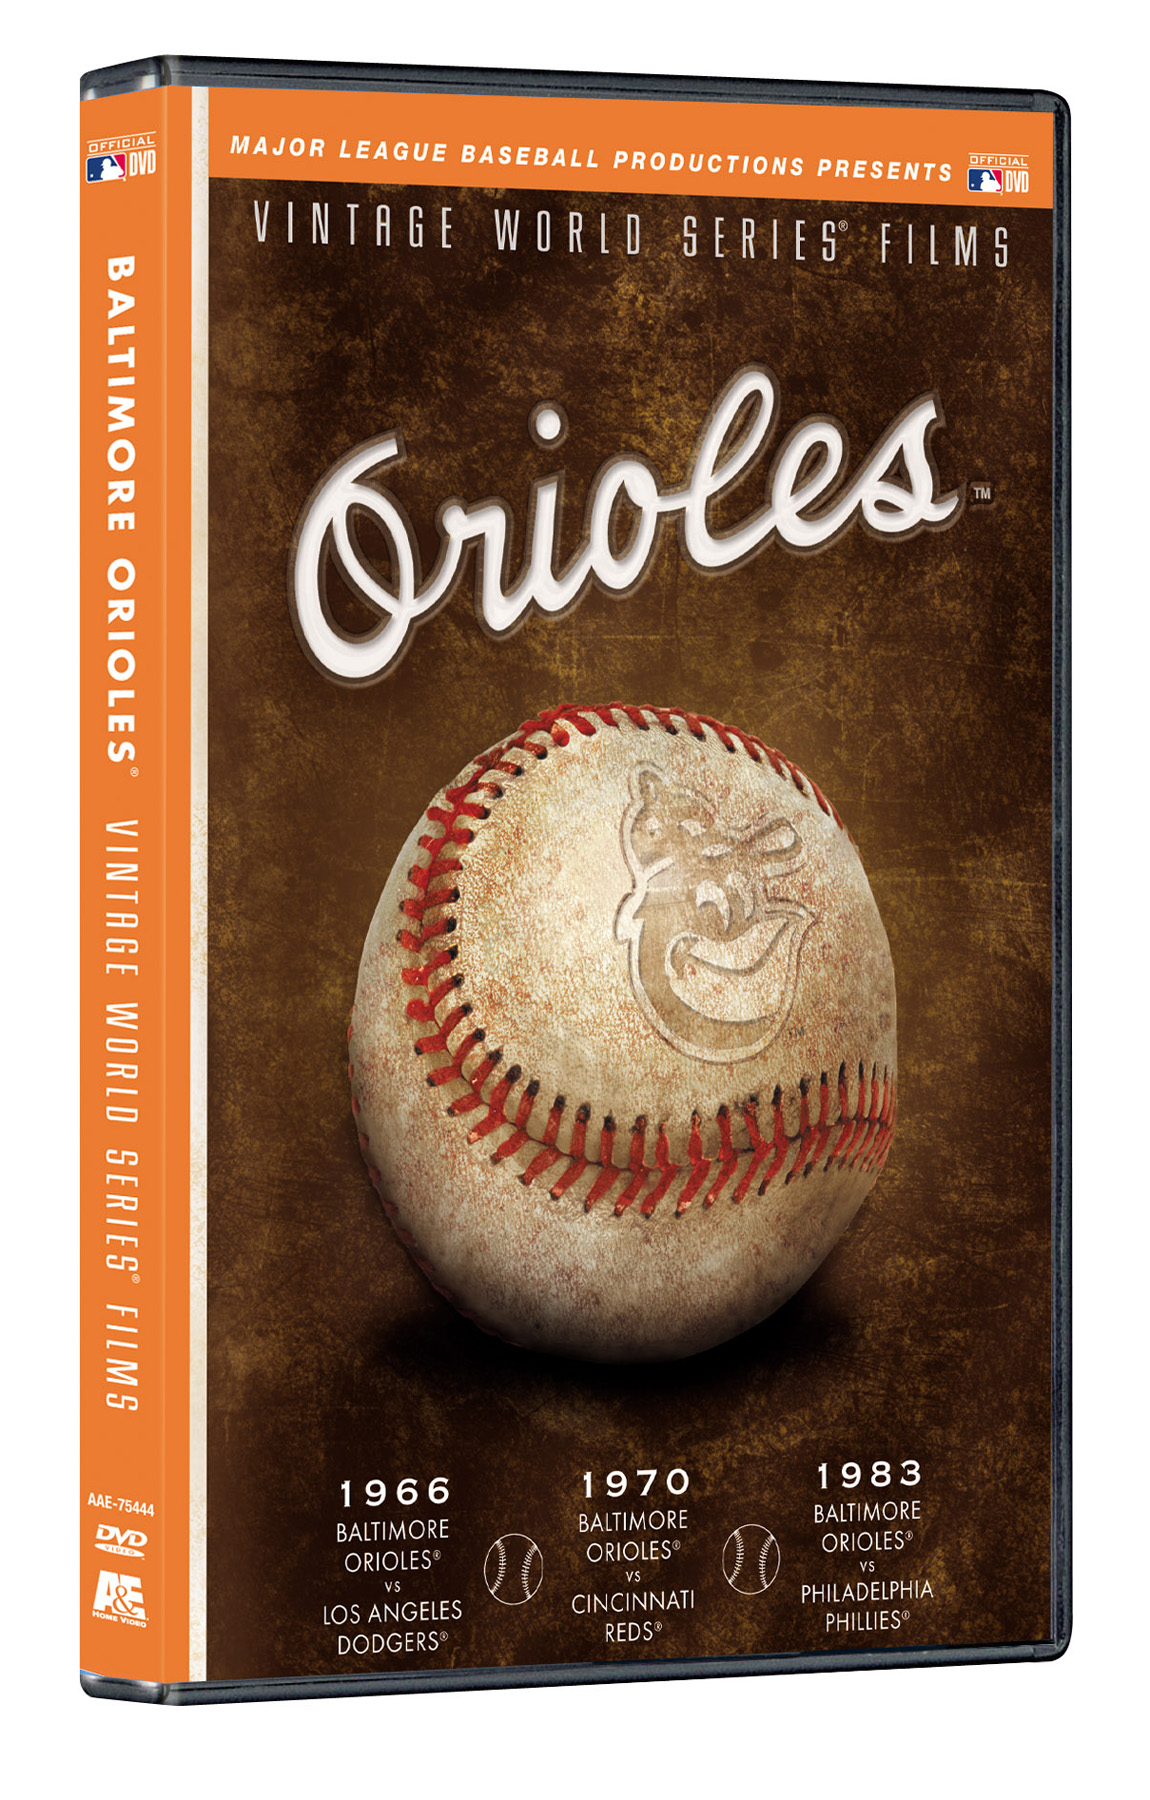 OFFICIAL
DVD
BALTIMORE ORIOLES® VINTAGE WORLD SERIES® FILMS
AAE-75444
DVD
VIDEO
A&E
HOME VIDEO
MAJOR LEAGUE BASEBALL PRODUCTIONS PRESENTS
OFFICIAL
DVD
VINTAGE WORLD SERIES® FILMS
Orioles TM
1966
BALTIMORE
ORIOLES®
VS
LOS ANGELES
DODGERS®
1970
BALTIMORE
ORIOLES®
VS
CINCINNATI
REDS®
1983
BALTIMORE
ORIOLES®
VS
PHILADELPHIA
PHILLIES®